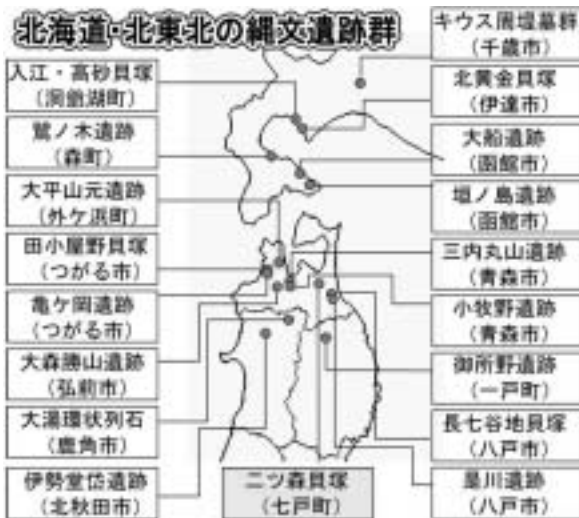 北海道・北東北の縄文遺跡群
キウス周堤墓群
(千歳市)
入江・高砂貝塚
(洞爺湖町)
北黄金貝塚
(伊達市)
鷲ノ木遺跡
(森町)
大船遺跡
(函館市)
大平山元遺跡
(外ケ浜町)
垣ノ島遺跡
(函館市)
田小屋野貝塚
(つがる市)
三内丸山遺跡
(青森市)
亀ケ岡遺跡
(つがる市)
小牧野遺跡
(青森市)
大森勝山遺跡
(弘前市)
御所野遺跡
(一戸町)
大湯環状列石
(鹿角市)
長七谷地貝塚
(八戸市)
伊勢堂岱遺跡
(北秋田市)
二ツ森貝塚
(七戸町)
是川遺跡
(八戸市)